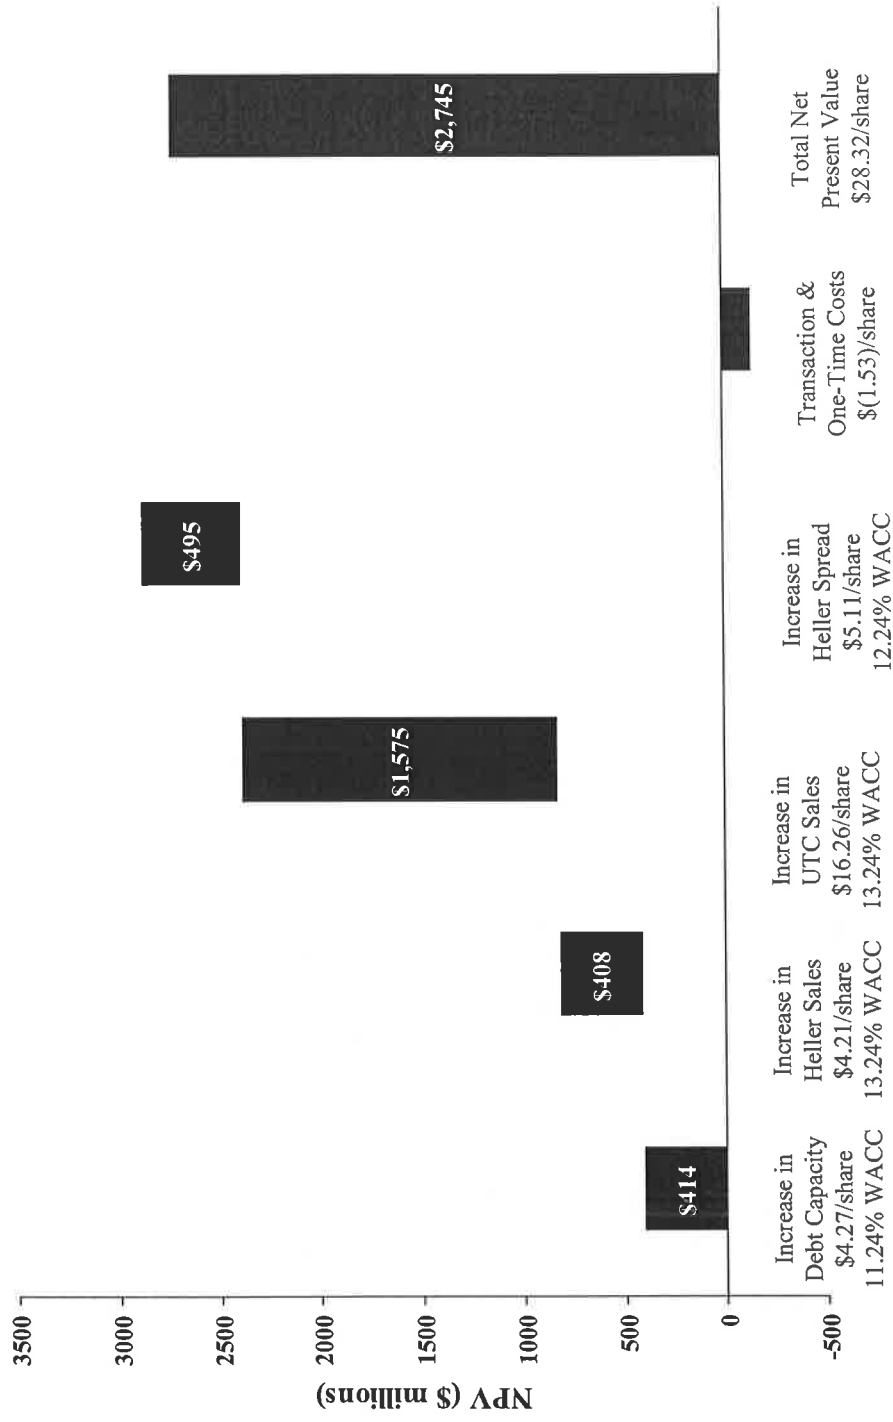 NPV ($ millions)
3500
3000
2500
2000
1500
1000
500
0
-500
$414
$408
$1,575
$495
$2,745
Increase in
Debt Capacity
$4.27/share
11.24% WACC
Increase in
Heller Sales
$4.21/share
13.24% WACC
Increase in
UTC Sales
$16.26/share
13.24% WACC
Increase in
Heller Spread
$5.11/share
12.24% WACC
Transaction &
One-Time Costs
$(1.53)/share
Total Net
Present Value
$28.32/share